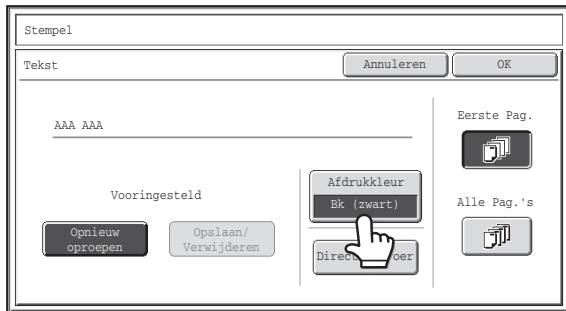 Stempel
Tekst
Annuleren
OK
AAA AAA
Eerste Pag.
Vooringesteld
Afdrukkleur
Bk (zwart)
Alle Pag.'s
Opnieuw
oproepen
Opslaan/
Verwijderen